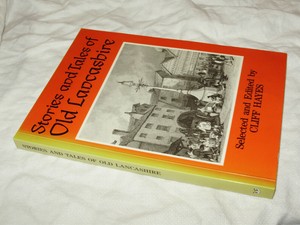 Stories and Tales of
Old Lancashire
Selected and Edited by
CLIFF HAYES
STORIES AND TALES OF OLD LANCASHIRE